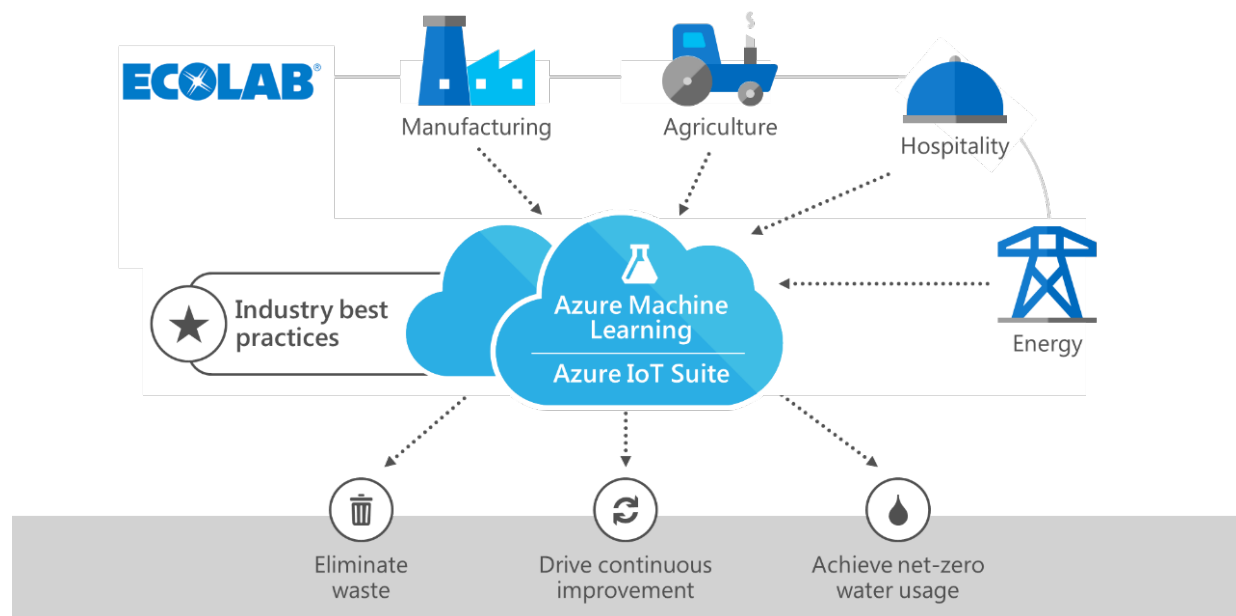 ECOLAB®
Manufacturing
Agriculture
Hospitality
Energy
Industry best
practices
Azure Machine
Learning
Azure IoT Suite
Eliminate
waste
Drive continuous
improvement
Achieve net-zero
water usage